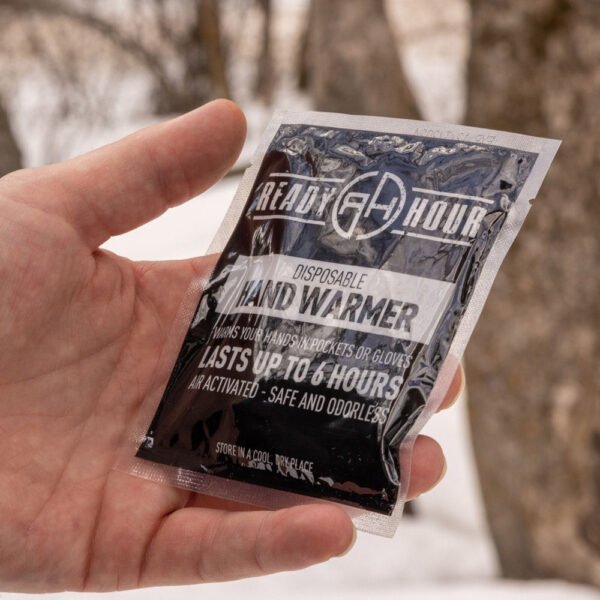 READY RH HOUR
DISPOSABLE
HAND WARMER
WARMS YOUR HANDS IN POCKETS OR GLOVES
LASTS UP TO 6 HOURS
AIR ACTIVATED - SAFE AND ODORLESS
STORE IN A COOL, DRY PLACE